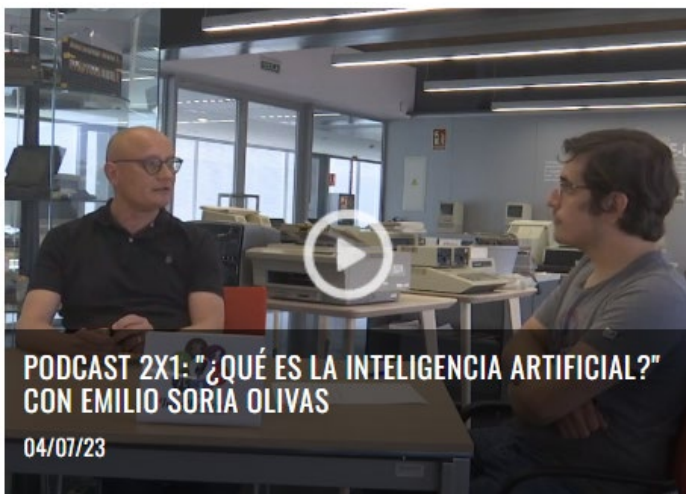 PODCAST 2X1: "¿QUÉ ES LA INTELIGENCIA ARTIFICIAL?"
CON EMILIO SORIA OLIVAS
04/07/23